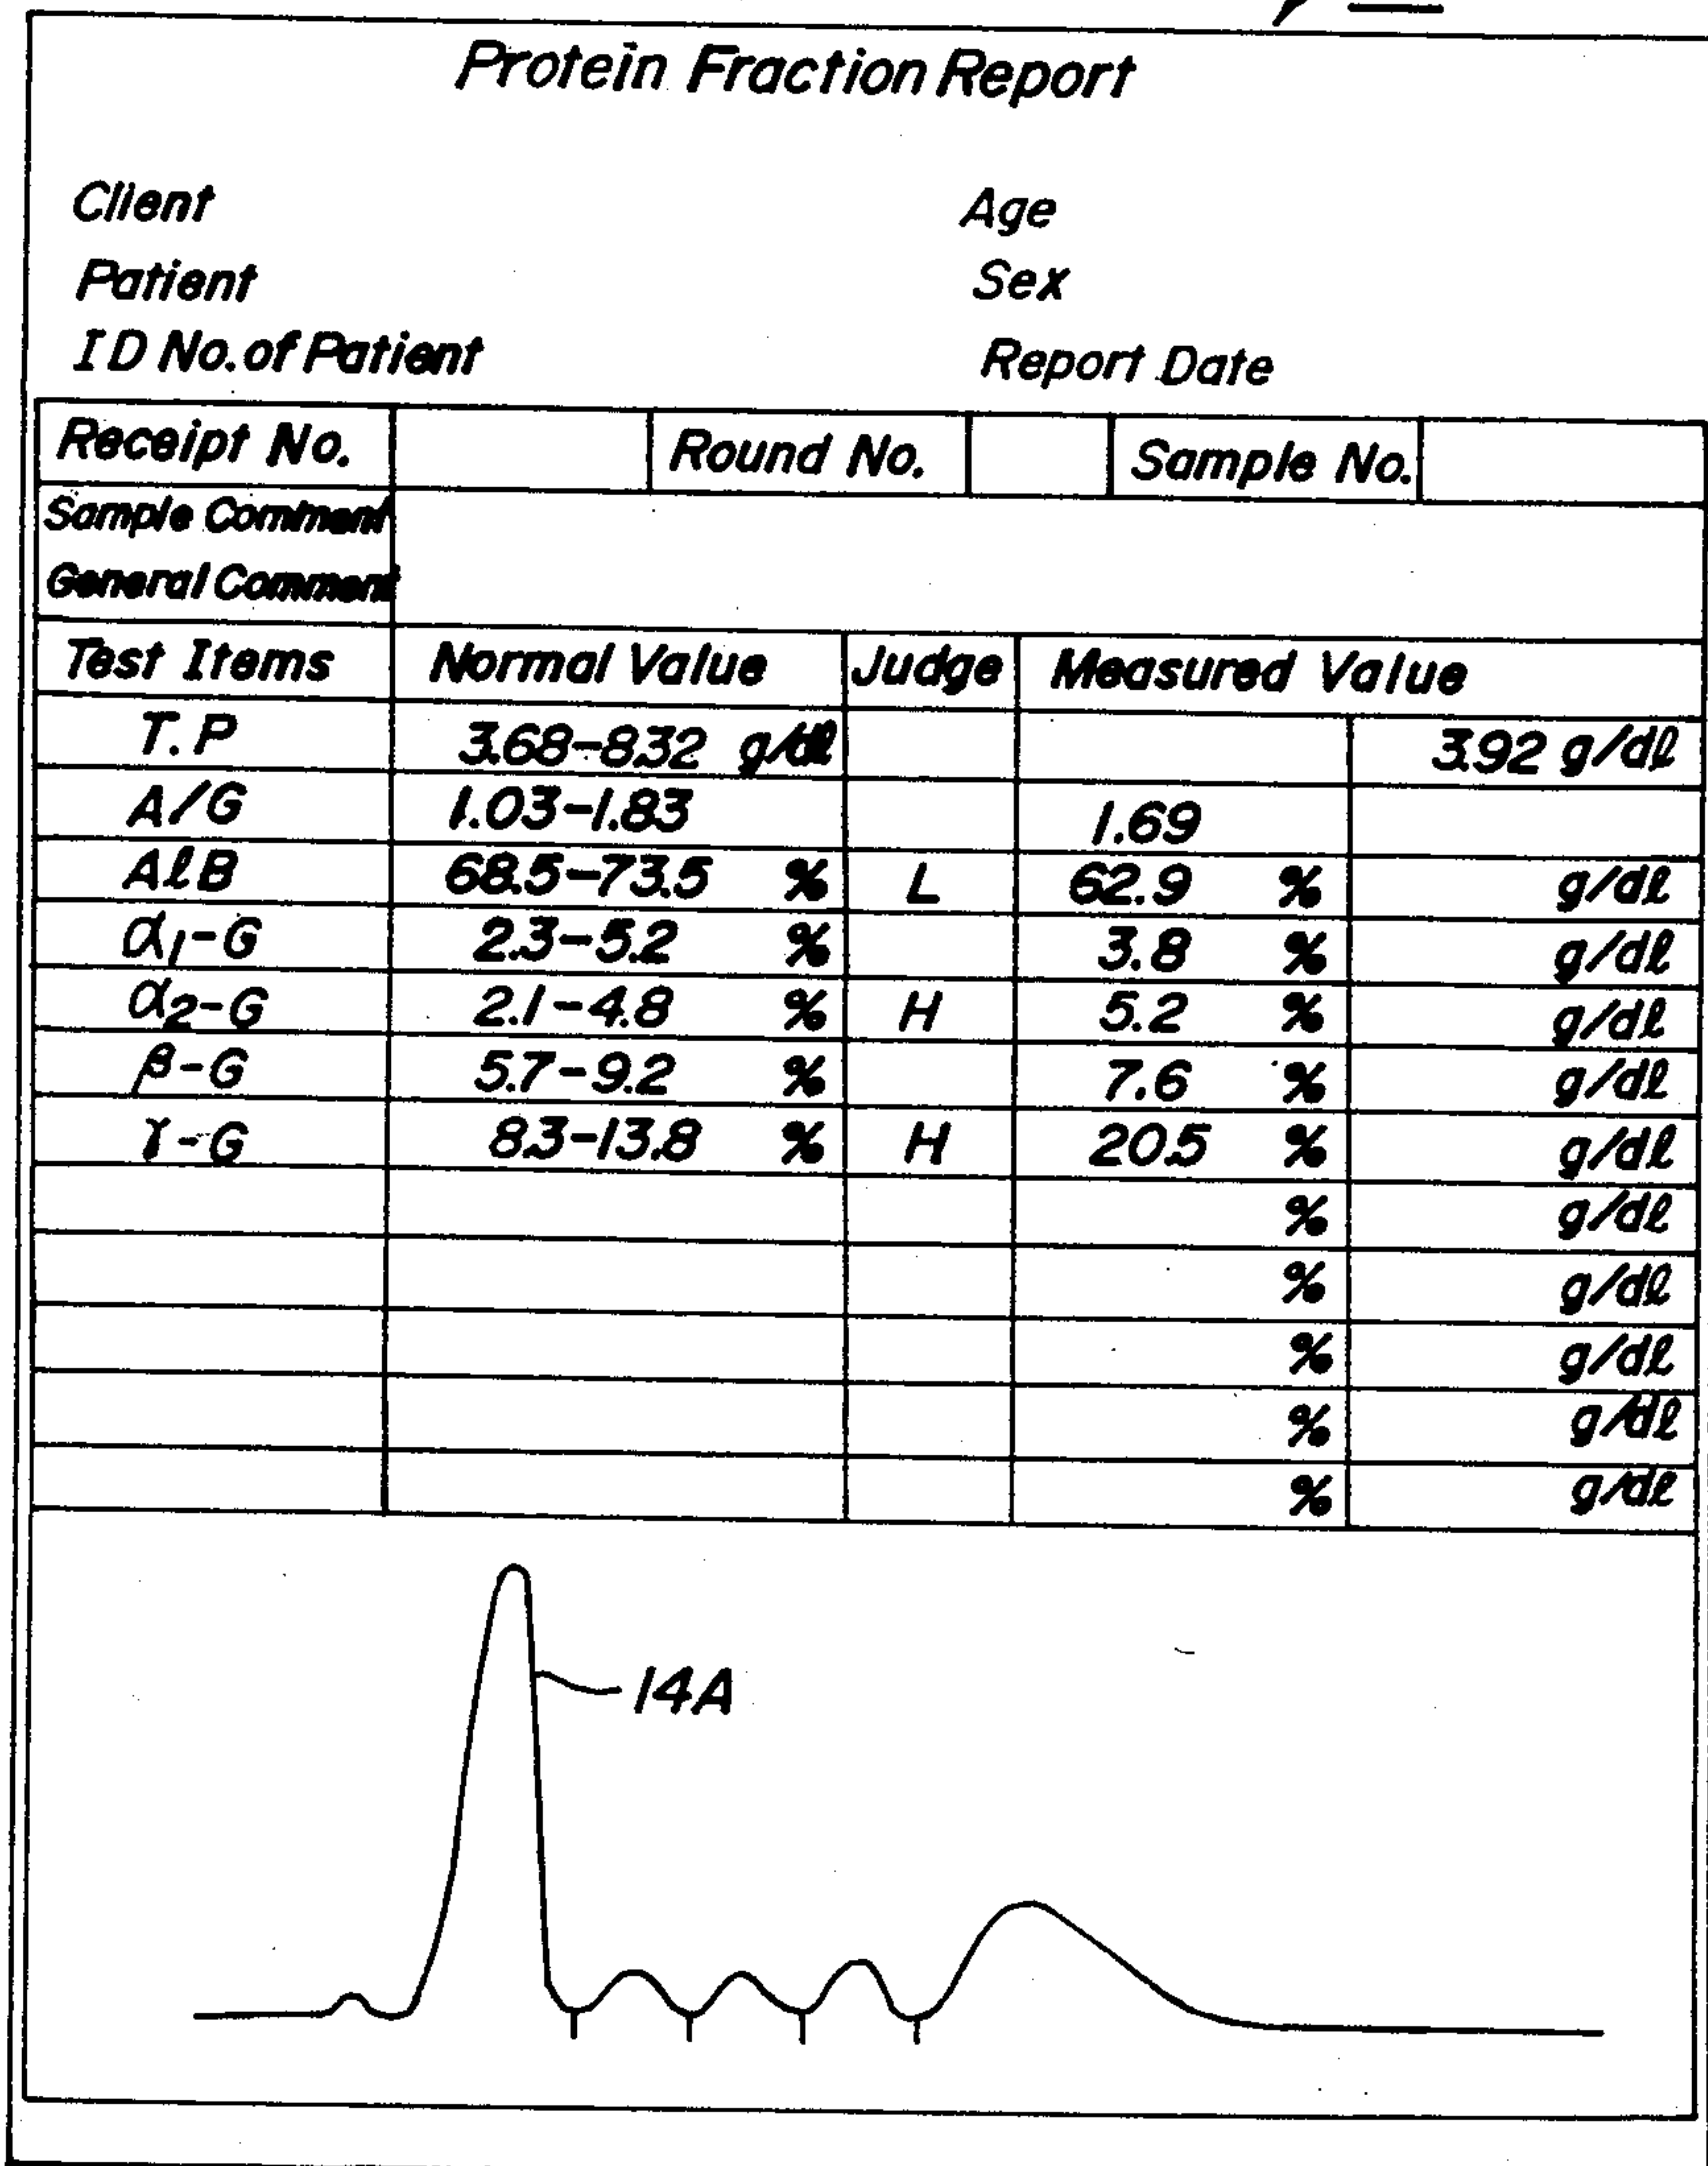 Protein Fraction Report
Client Age
Patient Sex
ID No. of Patient Report Date
Receipt No. Round No. Sample No.
Sample Comment
General Comment
Test Items Normal Value Judge Measured Value
T.P 3.68-8.32 g/dl 3.92 g/dl
A/G 1.03-1.83 1.69
AlB 68.5-73.5 % L 62.9 % g/dl
α1-G 2.3-5.2 % 3.8 % g/dl
α2-G 2.1-4.8 % H 5.2 % g/dl
β-G 5.7-9.2 % 7.6 % g/dl
γ-G 8.3-13.8 % H 20.5 % g/dl
% g/dl
% g/dl
% g/dl
% g/dl
% g/dl
14A